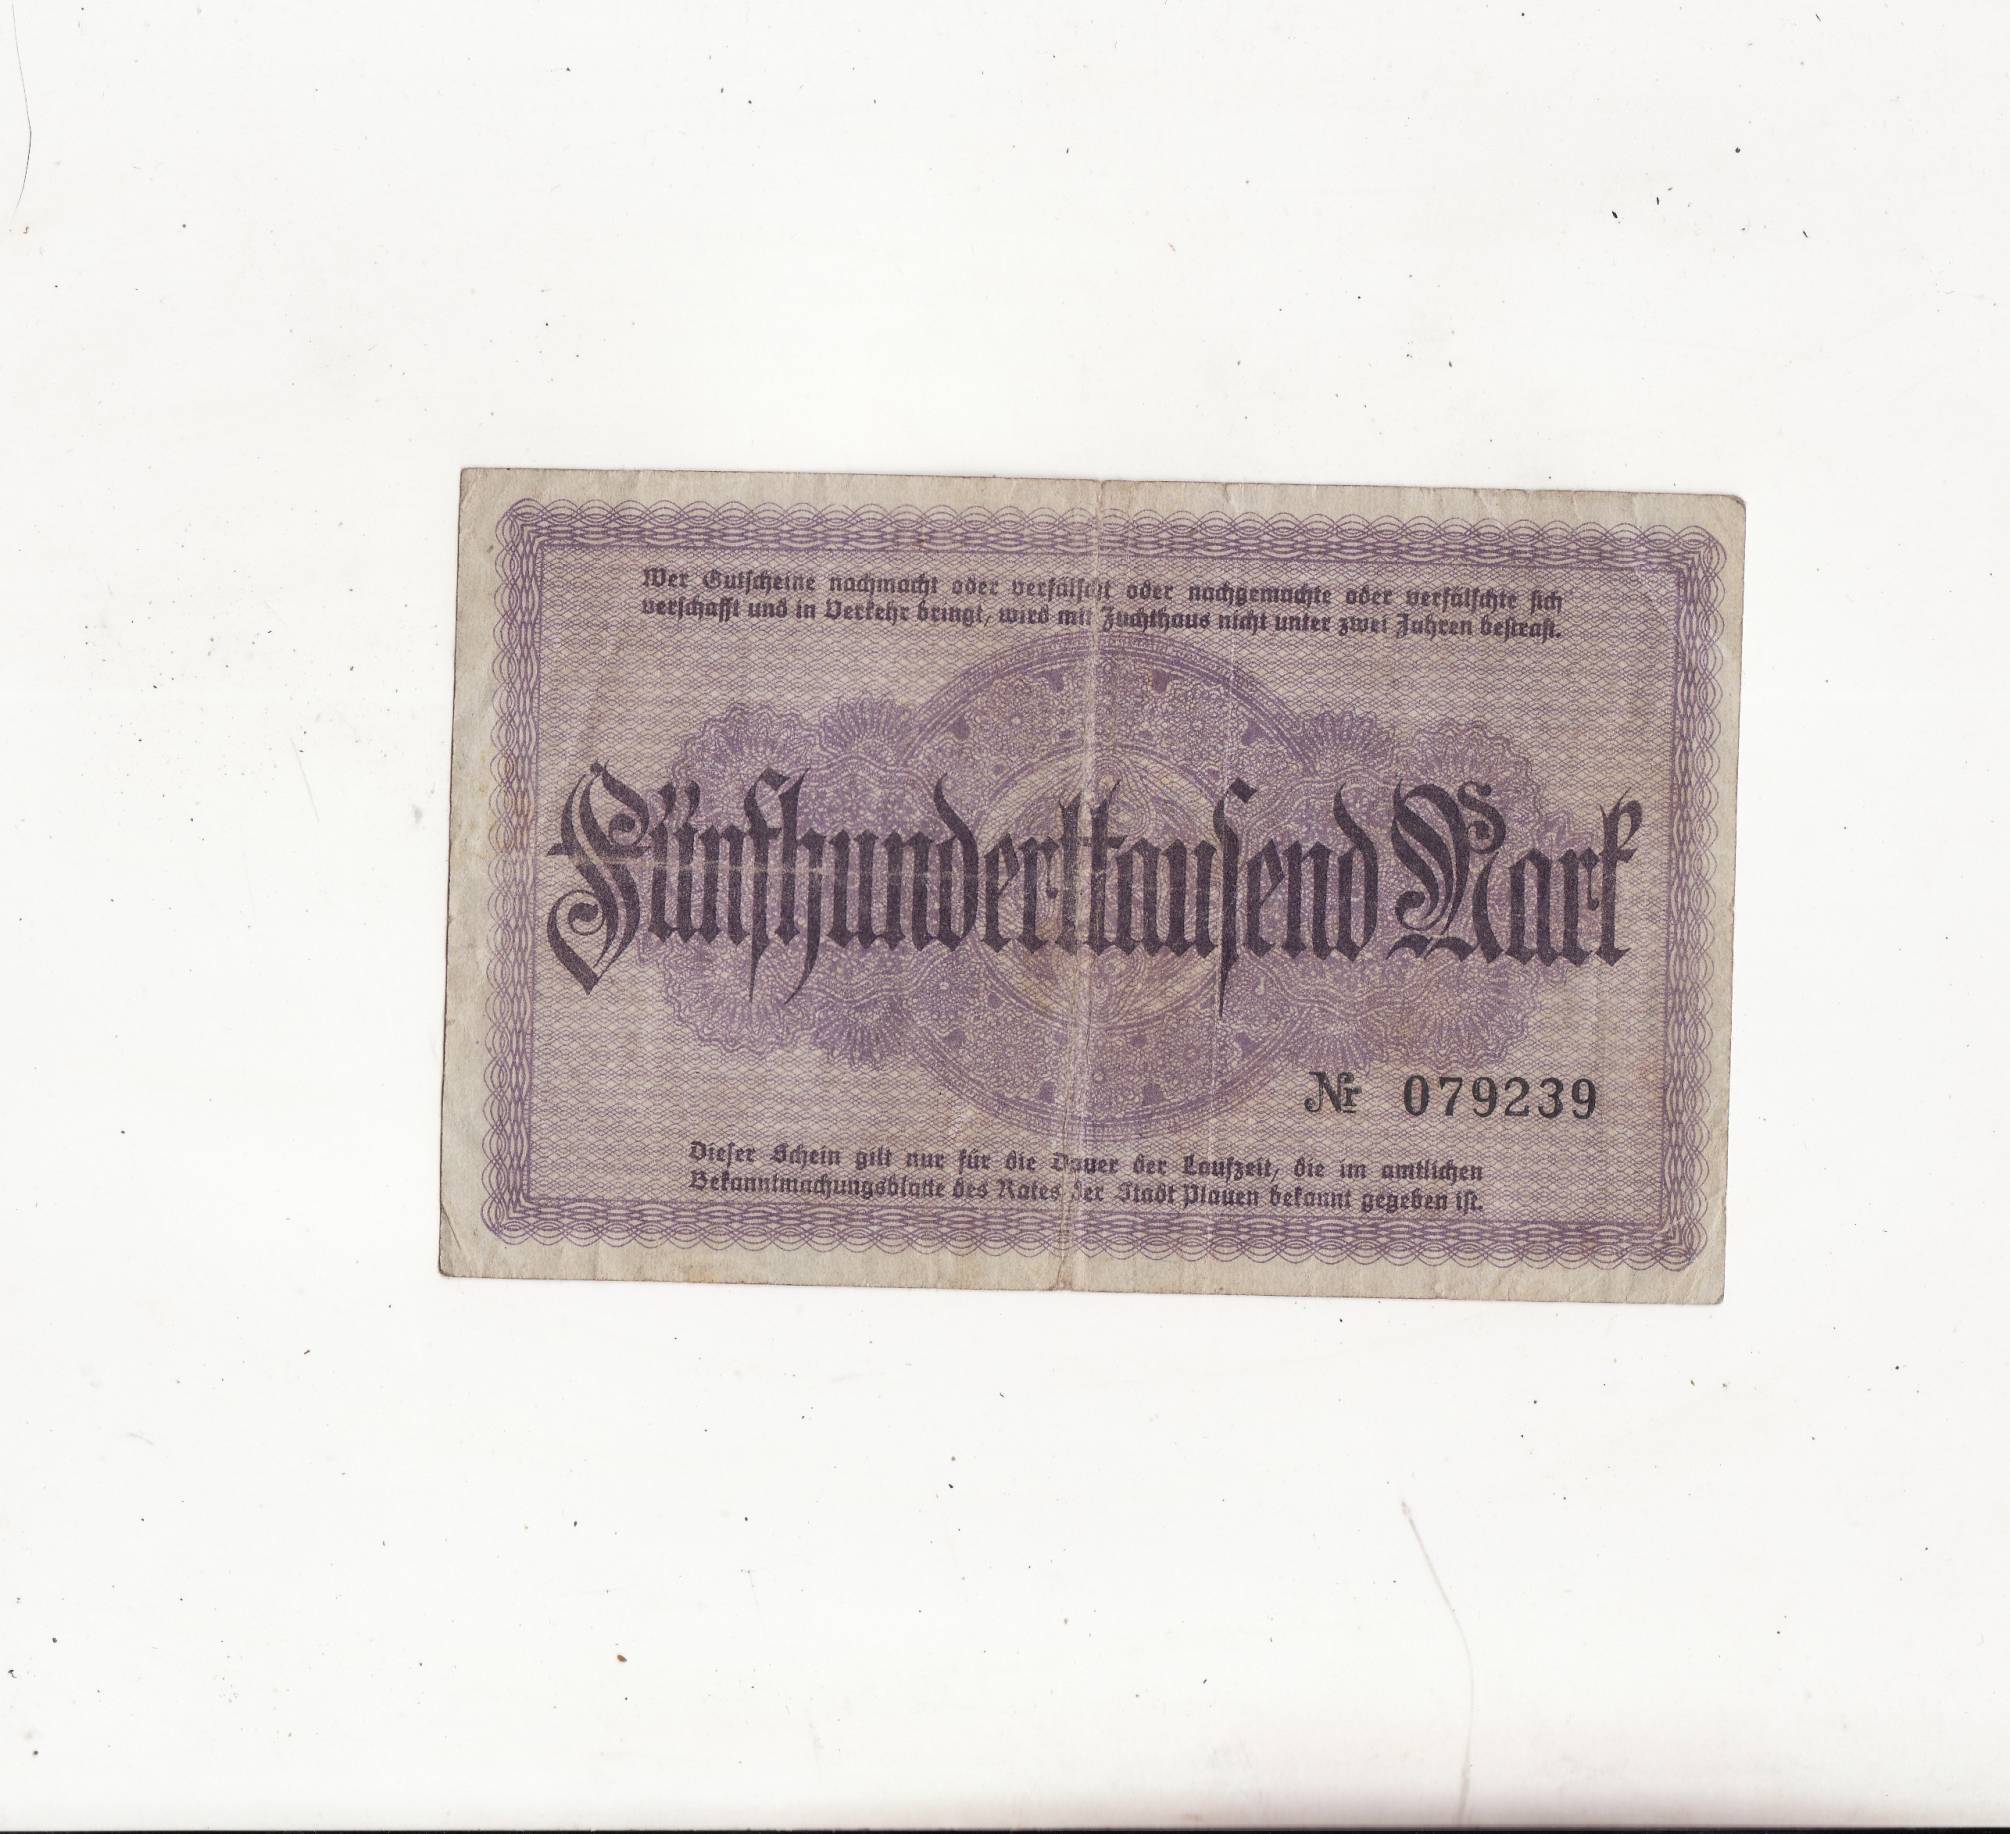 Wer Gutscheine nachmacht oder verfälscht oder nachgemachte oder verfälschte sich
verschafft und in Verkehr bringt, wird mit Zuchthaus nicht unter zwei Jahren bestraft.
Fünfhunderttausend Mark
Nr 079239
Dieser Schein gilt nur für die Dauer der Laufzeit, die im amtlichen
Bekanntmachungsblatte des Rates der Stadt Plauen bekannt gegeben ist.